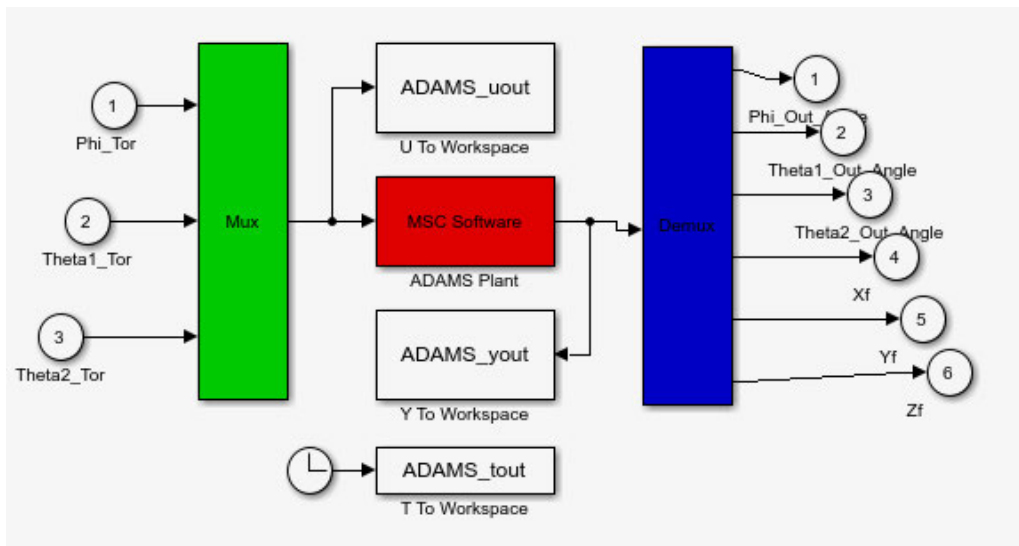 1
Phi_Tor
2
Theta1_Tor
3
Theta2_Tor
Mux
ADAMS_uout
U To Workspace
MSC Software
ADAMS Plant
ADAMS_yout
Y To Workspace
ADAMS_tout
T To Workspace
Demux
1
Phi_Out_Angle
2
Theta1_Out_Angle
3
Theta2_Out_Angle
4
Xf
5
Yf
6
Zf